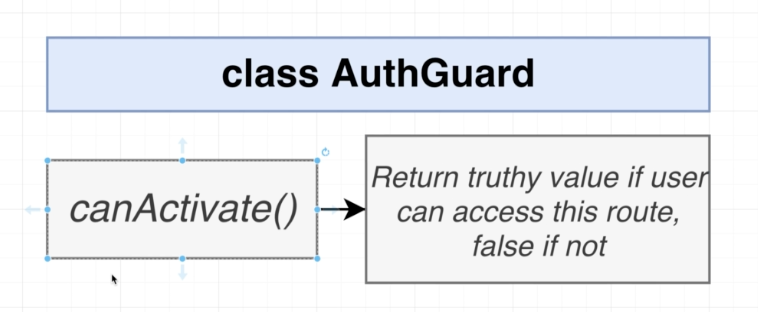 class AuthGuard
canActivate()
Return truthy value if user
can access this route,
false if not